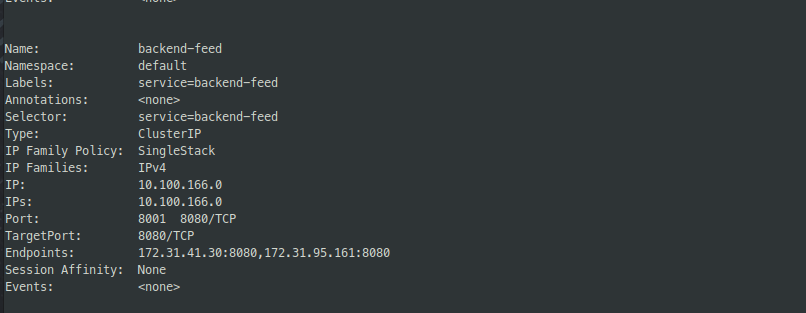 Events: <none>
Name: backend-feed
Namespace: default
Labels: service=backend-feed
Annotations: <none>
Selector: service=backend-feed
Type: ClusterIP
IP Family Policy: SingleStack
IP Families: IPv4
IP: 10.100.166.0
IPs: 10.100.166.0
Port: 8001 8080/TCP
TargetPort: 8080/TCP
Endpoints: 172.31.41.30:8080,172.31.95.161:8080
Session Affinity: None
Events: <none>